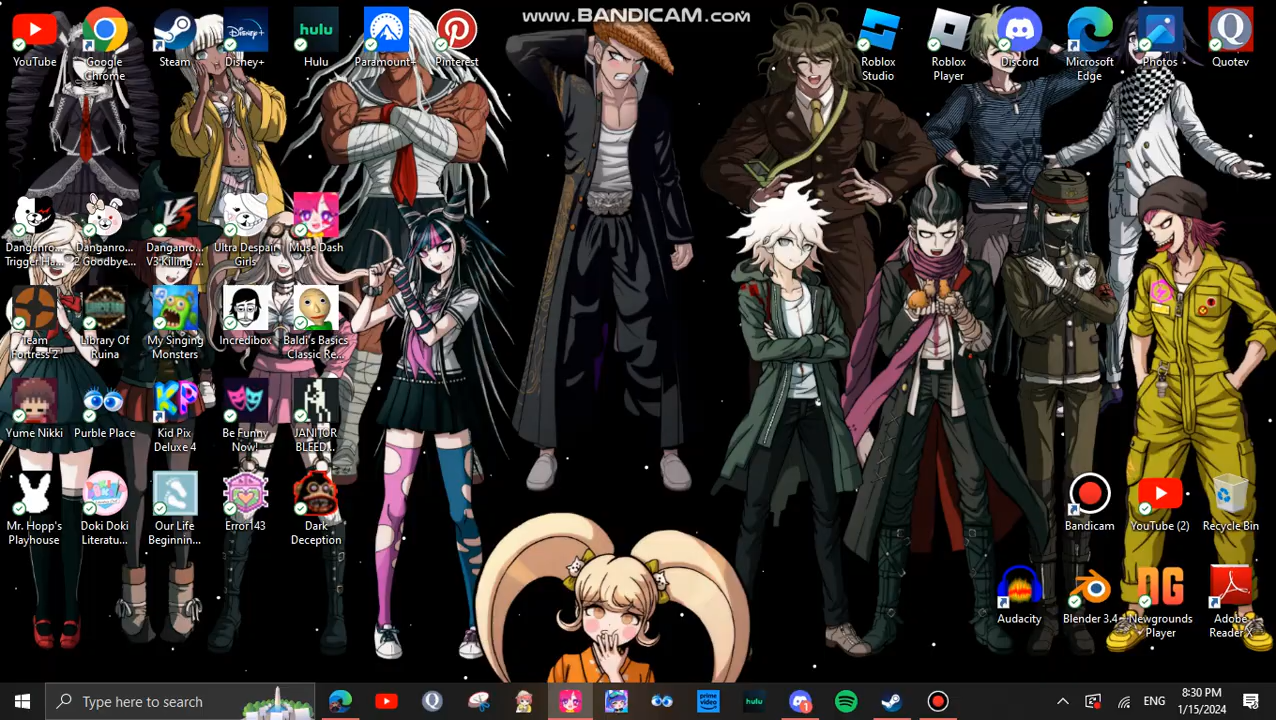 www.BANDICAM.com
YouTube
Google
Chrome
Steam
Disney+
Hulu
Paramount+
Pinterest
Roblox
Studio
Roblox
Player
Discord
Microsoft
Edge
Photos
Quotev
hulu
Danganro...
Trigger Ha...
Danganro...
2 Goodbye...
Danganro...
V3 Killing ...
Ultra Despair
Girls
Muse Dash
Team
Fortress 2
Library Of
Ruina
My Singing
Monsters
Incredibox
Baldi's Basics
Classic Re...
Yume Nikki
Purble Place
Kid Pix
Deluxe 4
Be Funny
Now!
JANITOR
BLEED...
Mr. Hopp's
Playhouse
Doki Doki
Literatu...
Our Life
Beginnin...
Error143
Dark
Deception
Bandicam
YouTube (2)
Recycle Bin
Audacity
Blender 3.4
Newgrounds
Player
Adobe
Reader X
Type here to search
prime
video
hulu
1
ENG
8:30 PM
1/15/2024